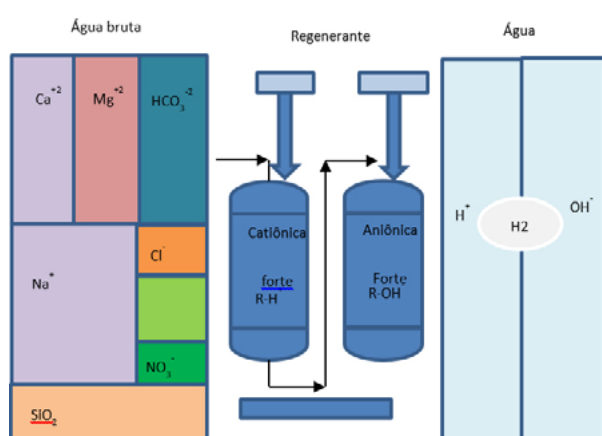 Água bruta
Regenerante
Água
Ca+2
Mg+2
HCO3-2
Na+
Cl-
NO3-
SIO2
Catiônica
forte
R-H
Aniônica
Forte
R-OH
H+
H2
OH-